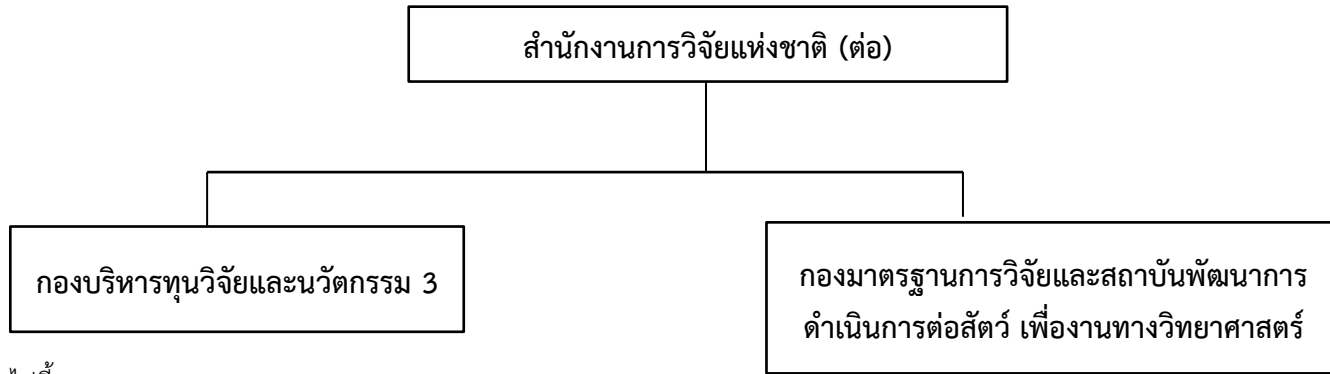 สำนักงานการวิจัยแห่งชาติ (ต่อ)
กองบริหารทุนวิจัยและนวัตกรรม 3
กองมาตรฐานการวิจัยและสถาบันพัฒนาการ
ดำเนินการต่อสัตว์ เพื่องานทางวิทยาศาสตร์